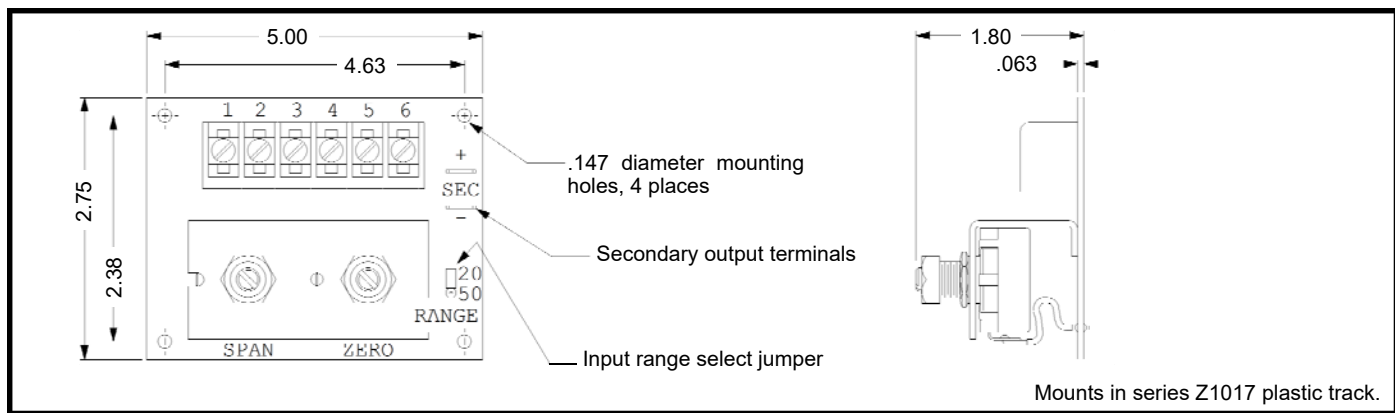 5.00
4.63
1.80
.063
1 2 3 4 5 6
+
SEC
-
.147 diameter mounting
holes, 4 places
2.75
2.38
Secondary output terminals
20
50
RANGE
SPAN ZERO
Input range select jumper
Mounts in series Z1017 plastic track.